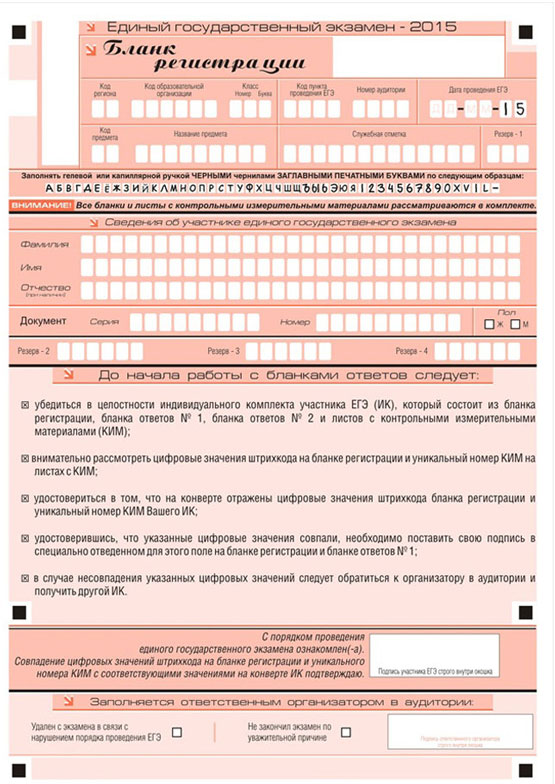 Единый государственный экзамен - 2015
Бланк
регистрации
Код региона
Код образовательной организации
Класс
Номер Буква
Код пункта проведения ЕГЭ
Номер аудитории
Дата проведения ЕГЭ
ДД-ММ-15
Код предмета
Название предмета
Служебная отметка
Резерв - 1
Заполнять гелевой или капиллярной ручкой ЧЕРНЫМИ чернилами ЗАГЛАВНЫМИ ПЕЧАТНЫМИ БУКВАМИ по следующим образцам:
АБВГДЕЁЖЗИЙКЛМНОПРСТУФХЦЧШЩЪЫЬЭЮЯ1234567890XVIL-
ВНИМАНИЕ! Все бланки и листы с контрольными измерительными материалами рассматриваются в комплекте.
Сведения об участнике единого государственного экзамена
Фамилия
Имя
Отчество
(при наличии)
Документ Серия Номер Пол
Ж М
Резерв - 2 Резерв - 3 Резерв - 4
До начала работы с бланками ответов следует:
убедиться в целостности индивидуального комплекта участника ЕГЭ (ИК), который состоит из бланка
регистрации, бланка ответов № 1, бланка ответов № 2 и листов с контрольными измерительными
материалами (КИМ);
внимательно рассмотреть цифровые значения штрихкода на бланке регистрации и уникальный номер КИМ на
листах с КИМ;
удостовериться в том, что на конверте отражены цифровые значения штрихкода бланка регистрации и
уникальный номер КИМ Вашего ИК;
удостоверившись, что указанные цифровые значения совпали, необходимо поставить свою подпись в
специально отведенном для этого поле на бланке регистрации и бланке ответов №1;
в случае несовпадения указанных цифровых значений следует обратиться к организатору в аудитории и
получить другой ИК.
С порядком проведения
единого государственного экзамена ознакомлен(-а).
Совпадение цифровых значений штрихкода на бланке регистрации и уникального
номера КИМ с соответствующими значениями на конверте ИК подтверждаю.
Подпись участника ЕГЭ строго внутри окошка
Заполняется ответственным организатором в аудитории:
Удален с экзамена в связи с
нарушением порядка проведения ЕГЭ
Не закончил экзамен по
уважительной причине
Подпись ответственного организатора
строго внутри окошка